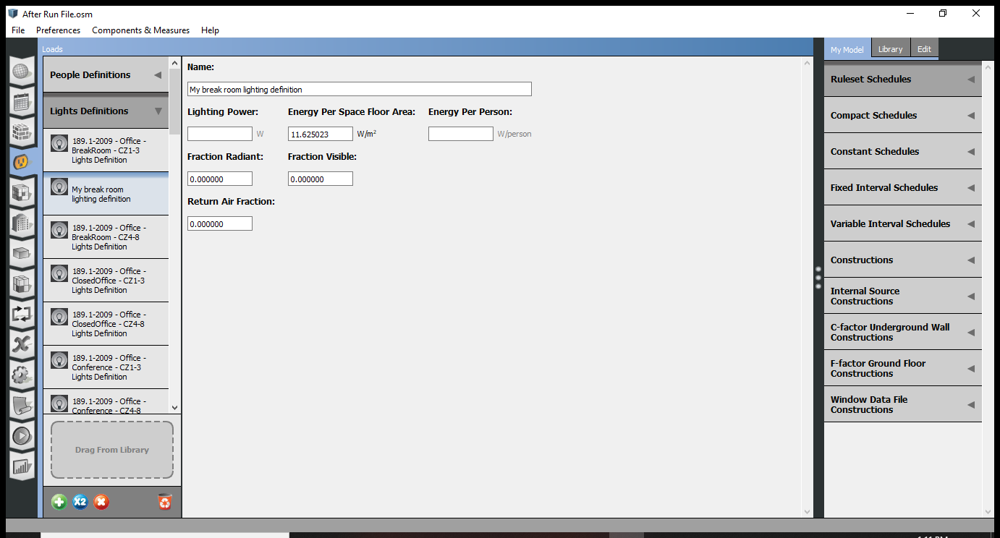 After Run File.osm
File Preferences Components & Measures Help
Loads
My Model Library Edit
People Definitions
Lights Definitions
189.1-2009 - Office -
BreakRoom - CZ1-3
Lights Definition
My break room
lighting definition
189.1-2009 - Office -
BreakRoom - CZ4-8
Lights Definition
189.1-2009 - Office -
ClosedOffice - CZ1-3
Lights Definition
189.1-2009 - Office -
ClosedOffice - CZ4-8
Lights Definition
189.1-2009 - Office -
Conference - CZ1-3
Lights Definition
189.1-2009 - Office -
Conference - CZ4-8
Drag From Library
X2
Name:
My break room lighting definition
Lighting Power: Energy Per Space Floor Area: Energy Per Person:
W 11.625023 W/m² W/person
Fraction Radiant: Fraction Visible:
0.000000 0.000000
Return Air Fraction:
0.000000
Ruleset Schedules
Compact Schedules
Constant Schedules
Fixed Interval Schedules
Variable Interval Schedules
Constructions
Internal Source
Constructions
C-factor Underground Wall
Constructions
F-factor Ground Floor
Constructions
Window Data File
Constructions